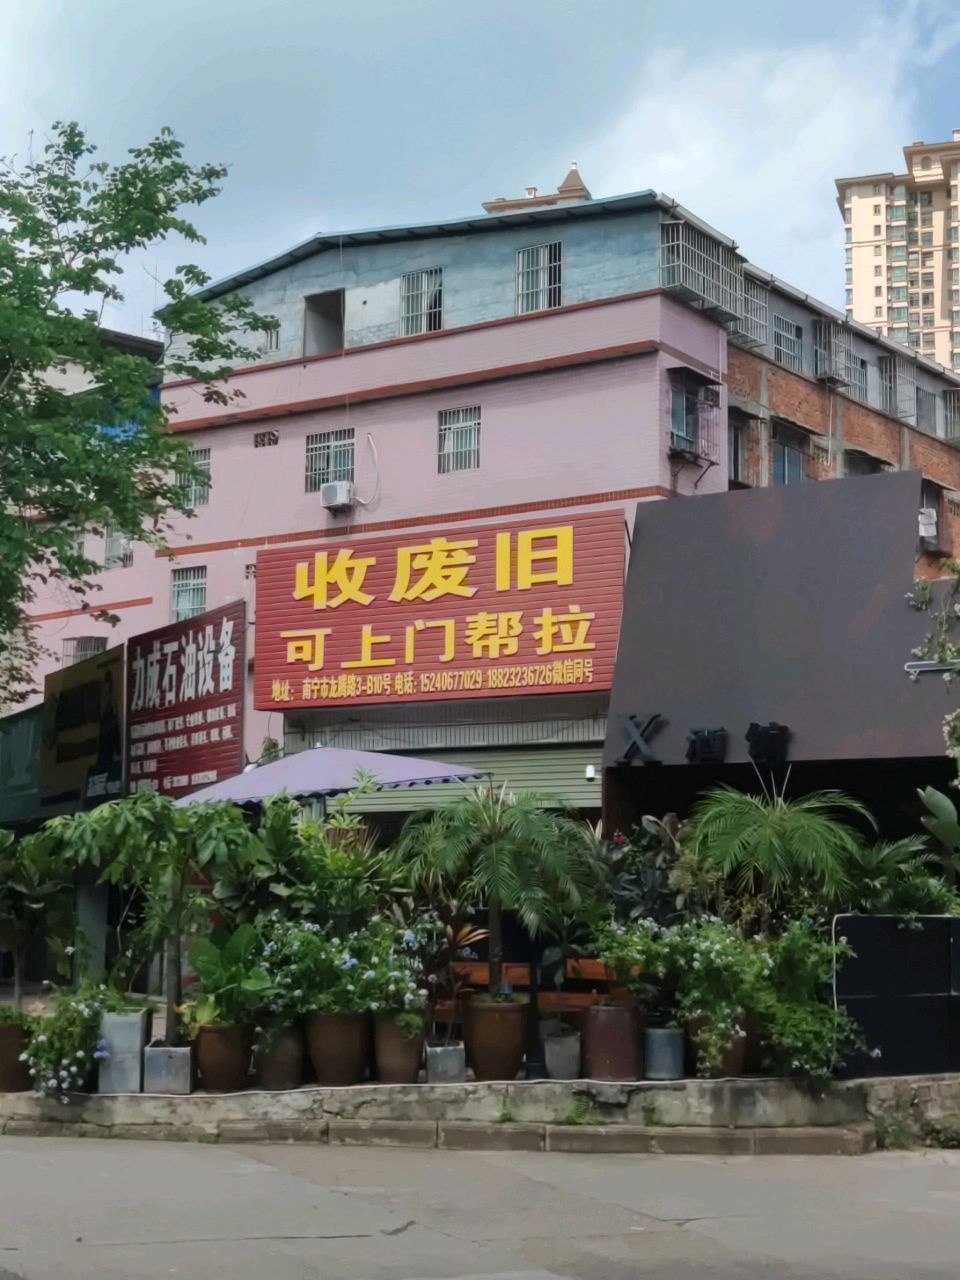 收废旧
可上门帮拉
地址：南宁市龙腾路3-B10号 电话：15240677029 18823236726微信同号
力成石油设备
X 酒馆